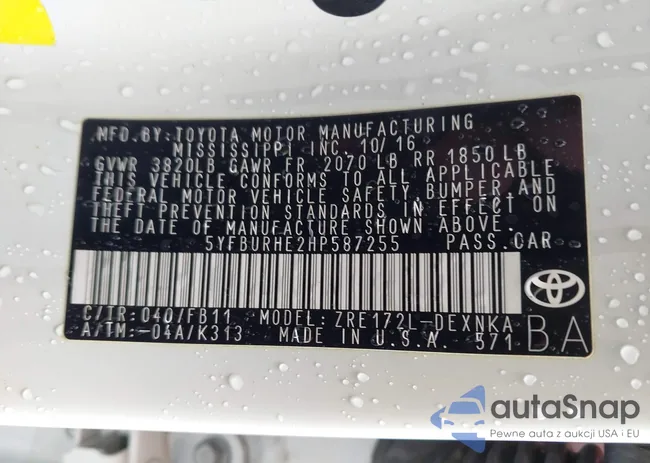 MFD. BY: TOYOTA MOTOR MANUFACTURING
MISSISSIPPI INC. 10/16
GVWR 3820LB GAWR FR 2070 LB RR 1850 LB
THIS VEHICLE CONFORMS TO ALL APPLICABLE
FEDERAL MOTOR VEHICLE SAFETY, BUMPER AND
THEFT PREVENTION STANDARDS IN EFFECT ON THE
DATE OF MANUFACTURE SHOWN ABOVE.
5YFBURHE2HP587255 PASS.CAR
C/TR: 040/FB11 MODEL: ZRE172L-DEXNKA
A/TM:-04A/K313 MADE IN U.S.A. 571
BA
autaSnap
Pewne auta z aukcji USA i EU